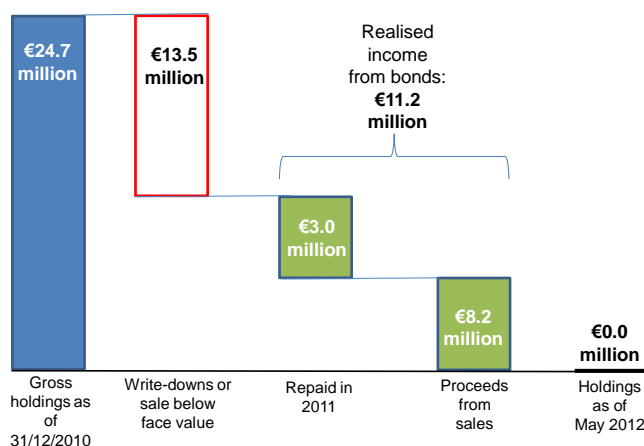 €24.7
million
€13.5
million
Realised
income
from bonds:
€11.2
million
€3.0
million
€8.2
million
€0.0
million
Gross
holdings as
of
31/12/2010
Write-downs or
sale below
face value
Repaid in
2011
Proceeds
from
sales
Holdings
as of
May 2012